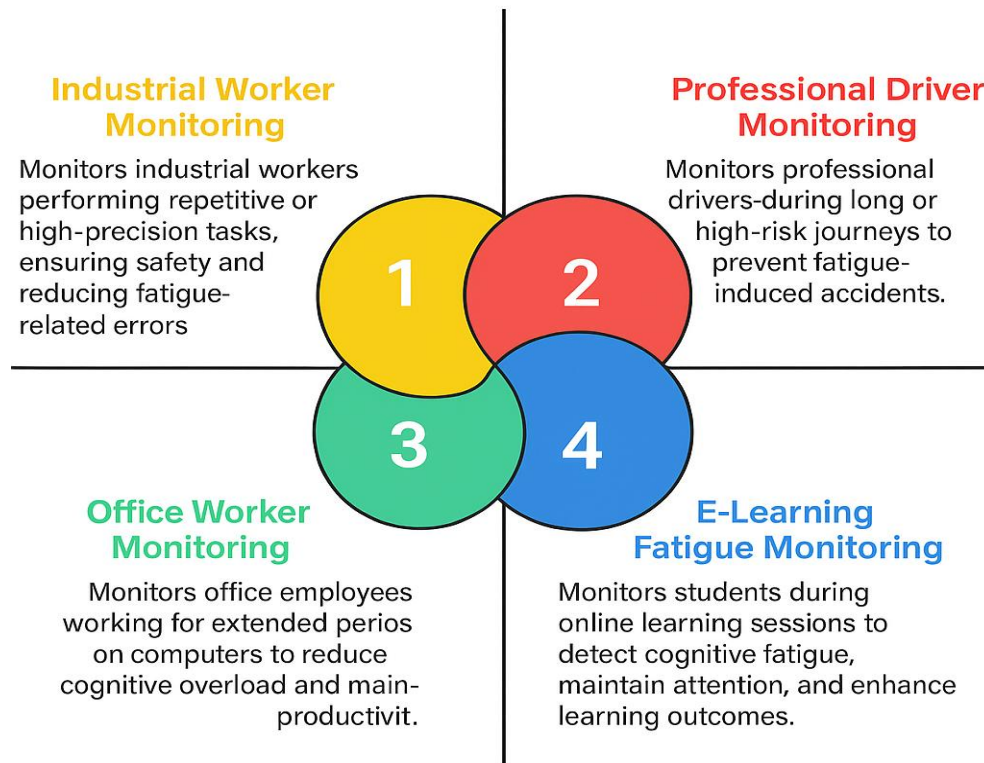 Industrial Worker
Monitoring
Monitors industrial workers
performing repetitive or
high-precision tasks,
ensuring safety and
reducing fatigue-
related errors
1
Professional Driver
Monitoring
Monitors professional
drivers-during long or
high-risk journeys to
prevent fatigue-
induced accidents.
2
3
Office Worker
Monitoring
Monitors office employees
working for extended perios
on computers to reduce
cognitive overload and main-
productivit.
4
E-Learning
Fatigue Monitoring
Monitors students during
online learning sessions to
detect cognitive fatigue,
maintain attention, and enhance
learning outcomes.